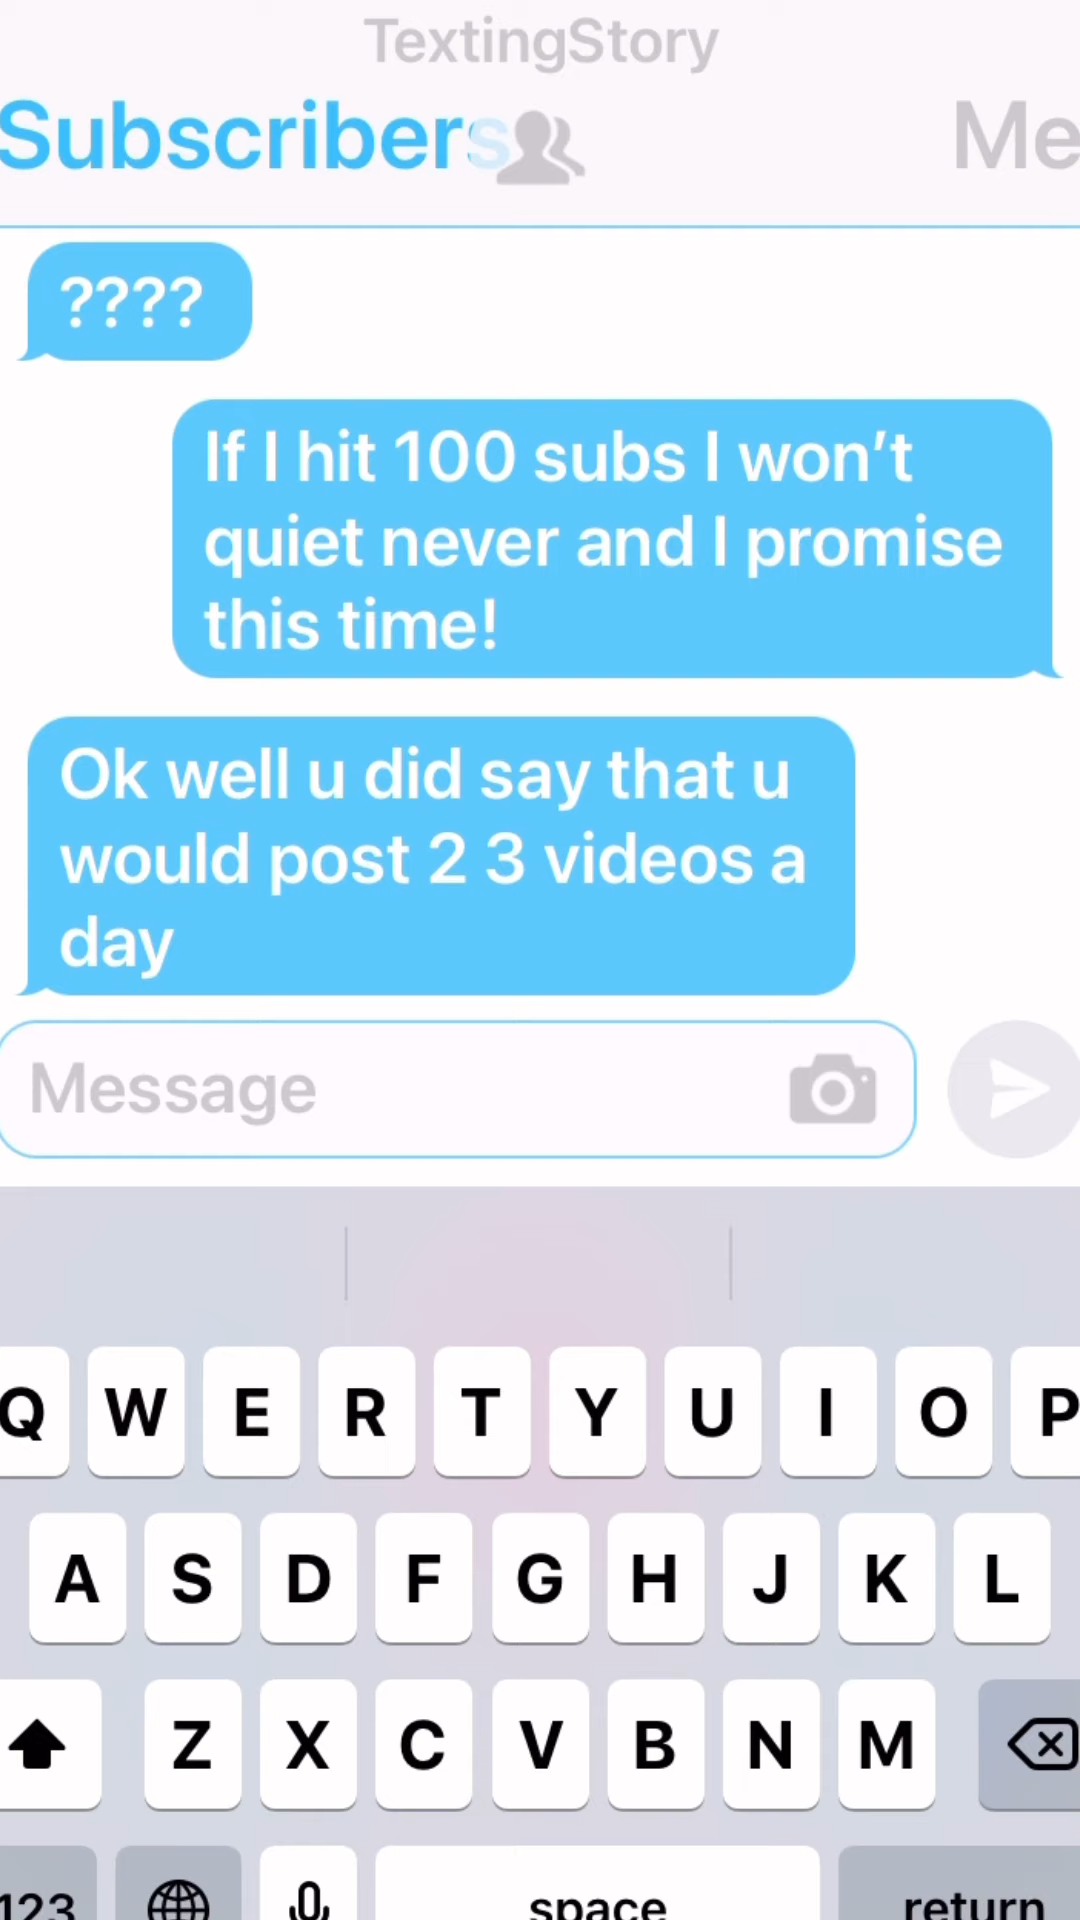 TextingStory
Subscribers
Me
????
If I hit 100 subs I won’t
quiet never and I promise
this time!
Ok well u did say that u
would post 2 3 videos a
day
Message
Q W E R T Y U I O P
A S D F G H J K L
Z X C V B N M
123 space return